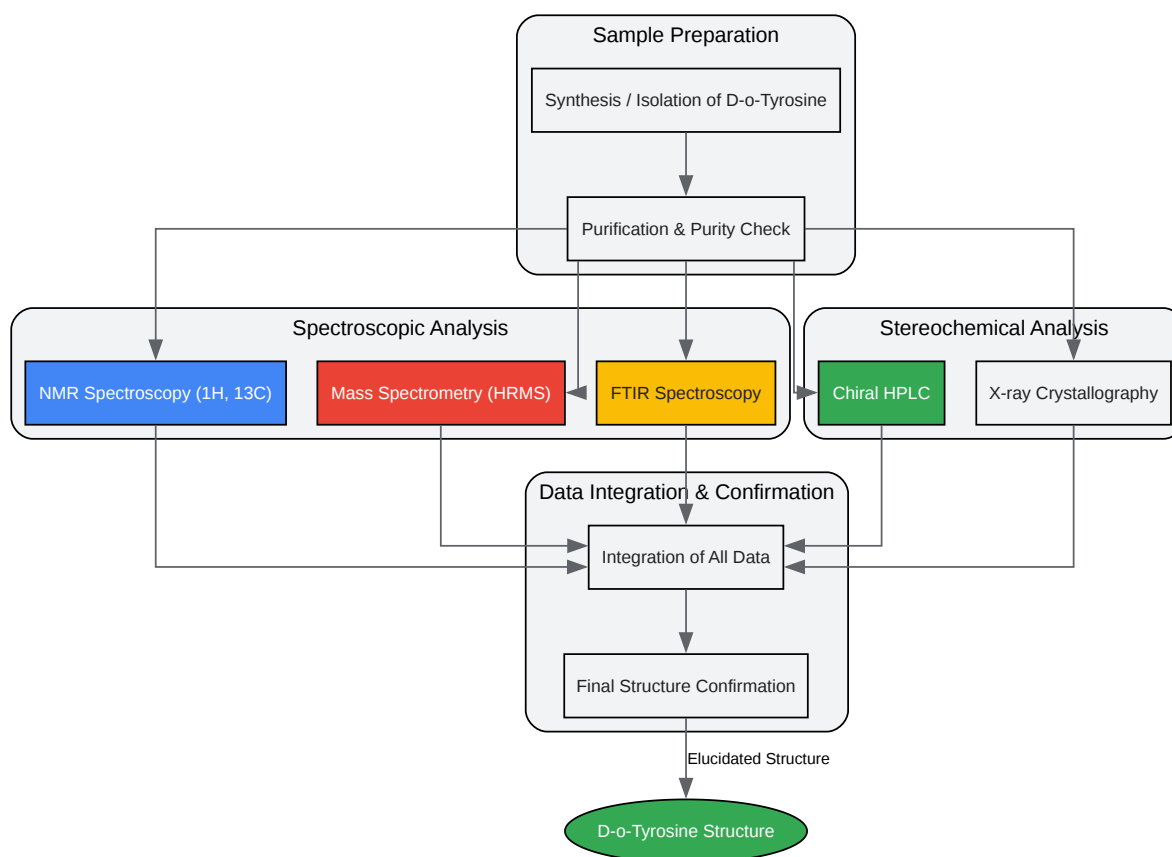 Sample Preparation
Synthesis / Isolation of D-o-Tyrosine
Purification & Purity Check
Spectroscopic Analysis
Stereochemical Analysis
NMR Spectroscopy (1H, 13C)
Mass Spectrometry (HRMS)
FTIR Spectroscopy
Chiral HPLC
X-ray Crystallography
Data Integration & Confirmation
Integration of All Data
Final Structure Confirmation
Elucidated Structure
D-o-Tyrosine Structure